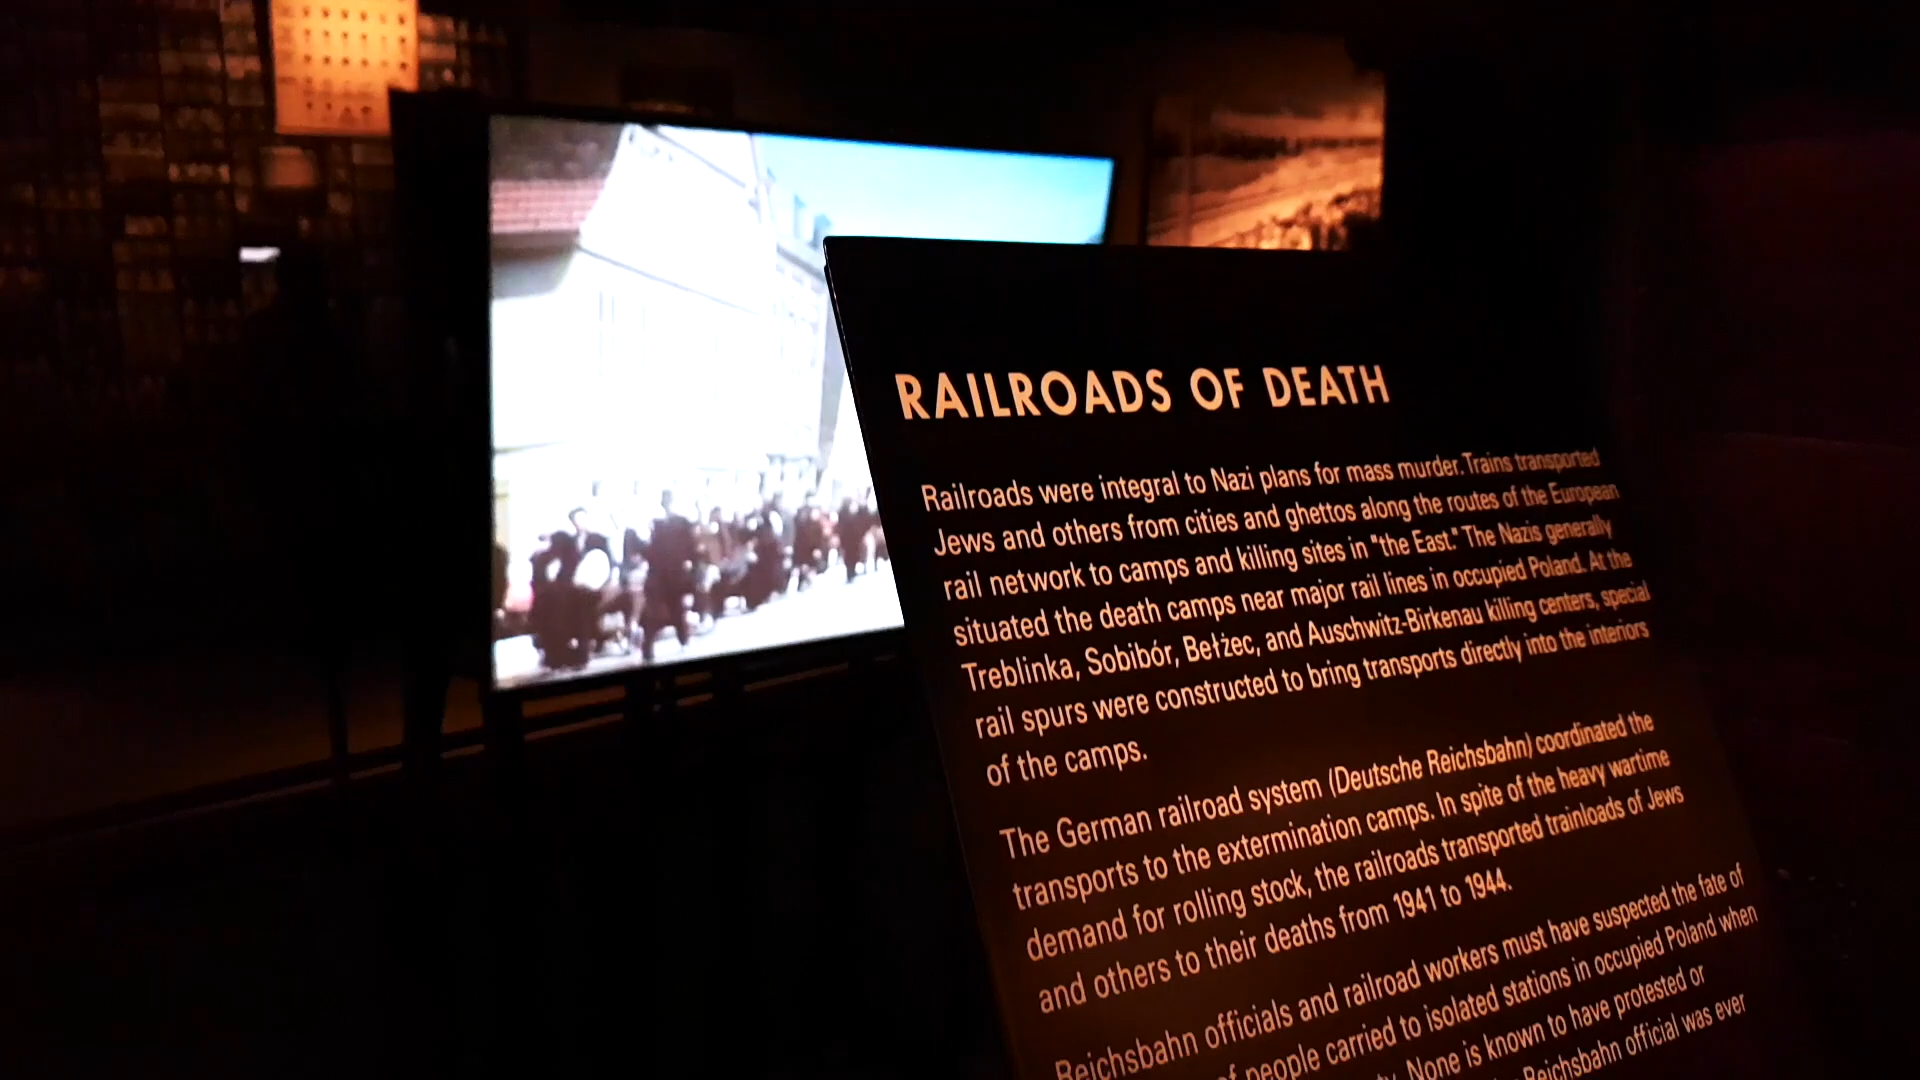 RAILROADS OF DEATH
Railroads were integral to Nazi plans for mass murder. Trains transported
Jews and others from cities and ghettos along the routes of the European
rail network to camps and killing sites in "the East." The Nazis generally
situated the death camps near major rail lines in occupied Poland. At the
Treblinka, Sobibór, Bełżec, and Auschwitz-Birkenau killing centers, special
rail spurs were constructed to bring transports directly into the interiors
of the camps.
The German railroad system (Deutsche Reichsbahn) coordinated the
transports to the extermination camps. In spite of the heavy wartime
demand for rolling stock, the railroads transported trainloads of Jews
and others to their deaths from 1941 to 1944.
Reichsbahn officials and railroad workers must have suspected the fate of
of people carried to isolated stations in occupied Poland when
None is known to have protested or
Reichsbahn official was ever